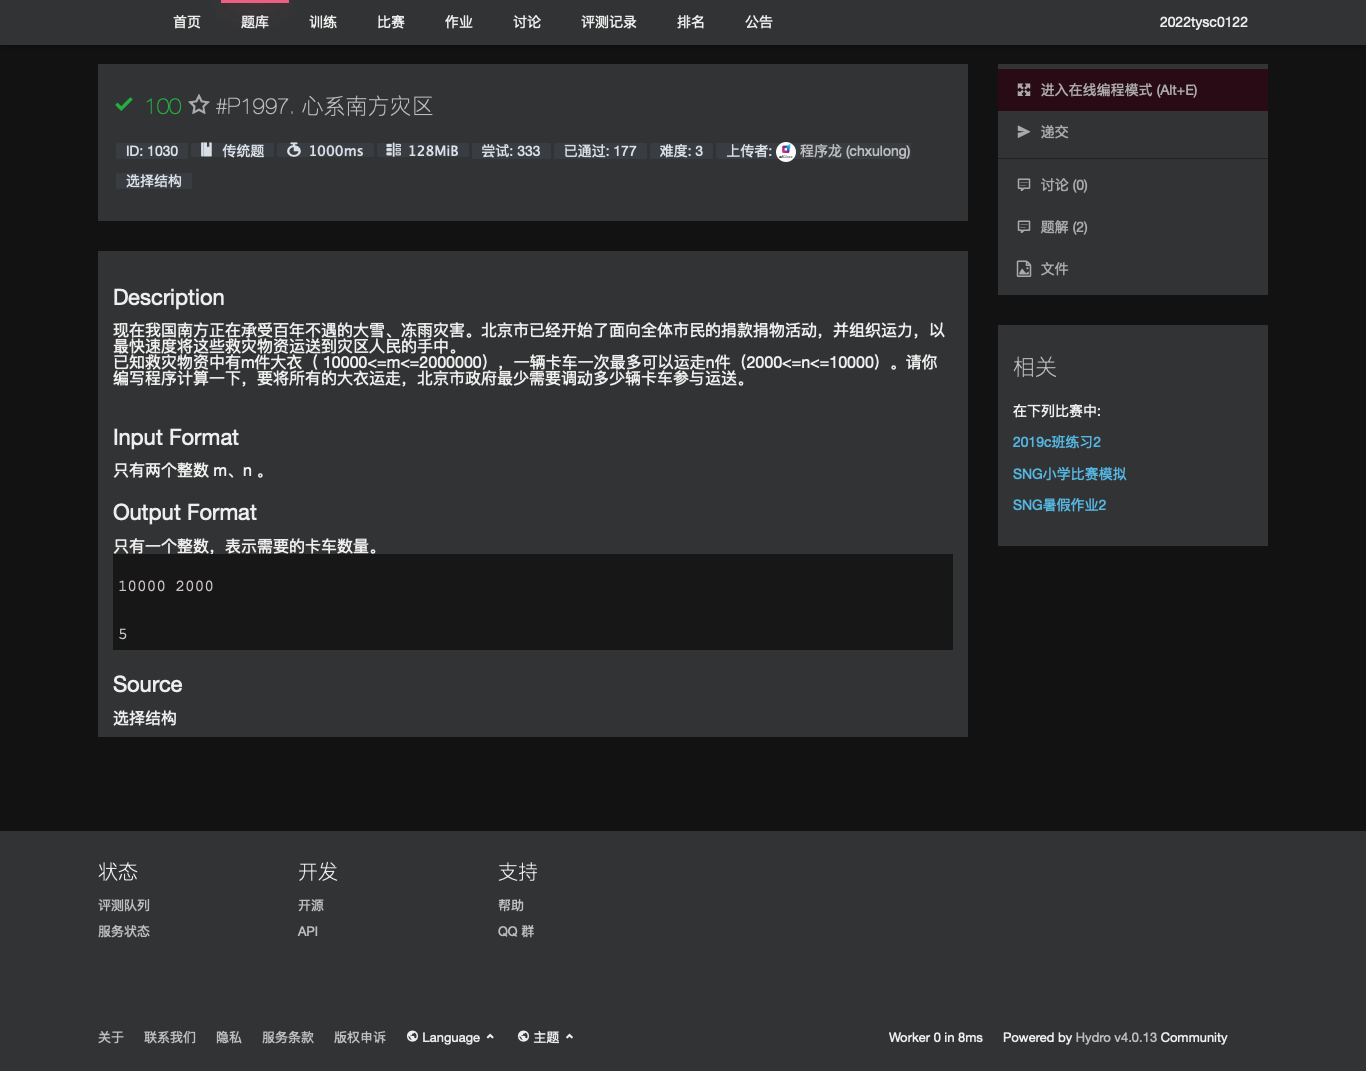 首页 题库 训练 比赛 作业 讨论 评测记录 排名 公告 2022tysc0122
100 #P1997. 心系南方灾区
ID: 1030 传统题 1000ms 128MiB 尝试: 333 已通过: 177 难度: 3 上传者: 程序龙 (chxulong)
选择结构
进入在线编程模式 (Alt+E)
递交
讨论 (0)
题解 (2)
文件
Description
现在我国南方正在承受百年不遇的大雪、冻雨灾害。北京市已经开始了面向全体市民的捐款捐物活动，并组织运力，以
最快速度将这些救灾物资运送到灾区人民的手中。
已知救灾物资中有m件大衣（ 10000<=m<=2000000），一辆卡车一次最多可以运走n件（2000<=n<=10000）。请你
编写程序计算一下，要将所有的大衣运走，北京市政府最少需要调动多少辆卡车参与运送。
Input Format
只有两个整数 m、n 。
Output Format
只有一个整数，表示需要的卡车数量。
10000 2000
5
Source
选择结构
相关
在下列比赛中:
2019c班练习2
SNG小学比赛模拟
SNG暑假作业2
状态 开发 支持
评测队列 开源 帮助
服务状态 API QQ 群
关于 联系我们 隐私 服务条款 版权申诉 Language 主题 Worker 0 in 8ms Powered by Hydro v4.0.13 Community